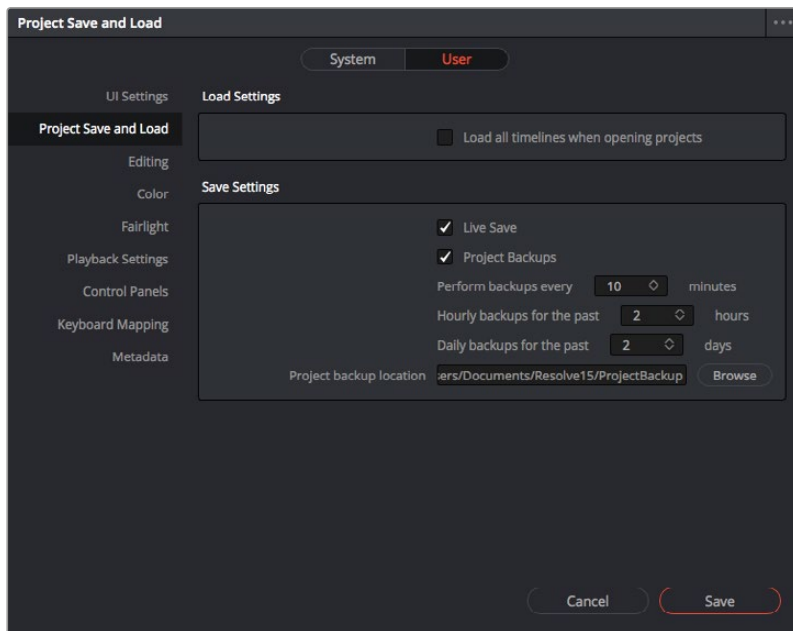 Project Save and Load
System User
UI Settings
Project Save and Load
Editing
Color
Fairlight
Playback Settings
Control Panels
Keyboard Mapping
Metadata
Load Settings
Load all timelines when opening projects
Save Settings
Live Save
Project Backups
Perform backups every 10 minutes
Hourly backups for the past 2 hours
Daily backups for the past 2 days
Project backup location ers/Documents/Resolve15/ProjectBackup Browse
Cancel Save